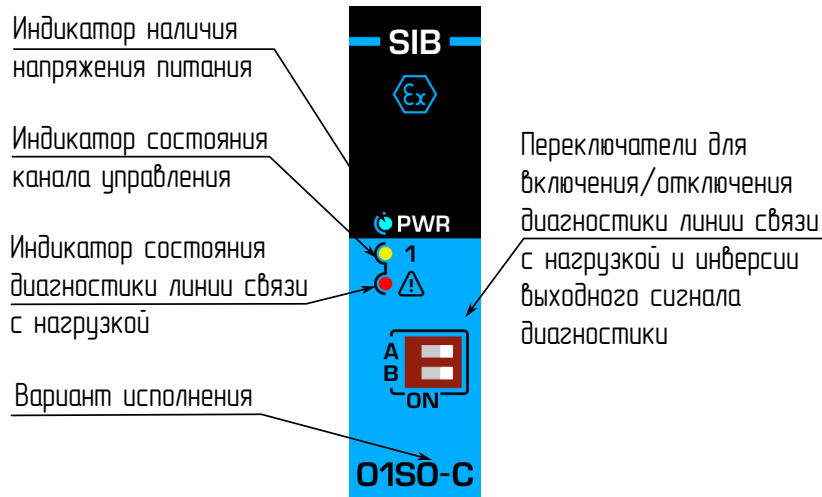 Индикатор наличия
напряжения питания
Индикатор состояния
канала управления
Индикатор состояния
диагностики линии связи
с нагрузкой
Вариант исполнения
SIB
Ex
PWR
1
A
B
ON
01SO-C
Переключатели для
включения/отключения
диагностики линии связи
с нагрузкой и инверсии
выходного сигнала
диагностики